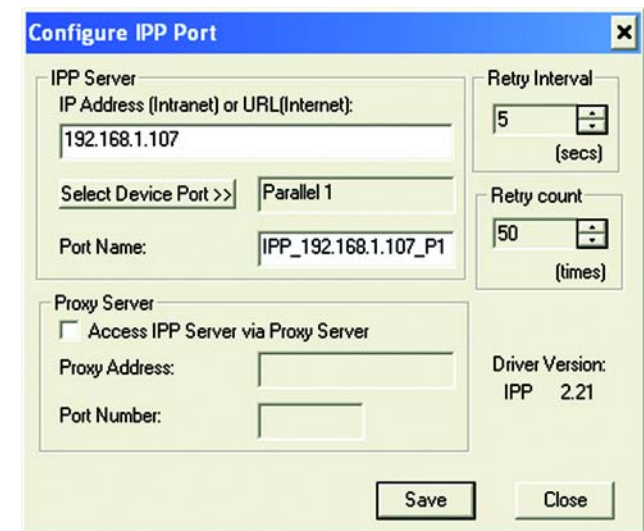 Configure IPP Port
IPP Server
IP Address (Intranet) or URL(Internet):
192.168.1.107
Select Device Port >>
Parallel 1
Port Name:
IPP_192.168.1.107_P1
Retry Interval
5
(secs)
Retry count
50
(times)
Proxy Server
Access IPP Server via Proxy Server
Proxy Address:
Port Number:
Driver Version:
IPP 2.21
Save
Close